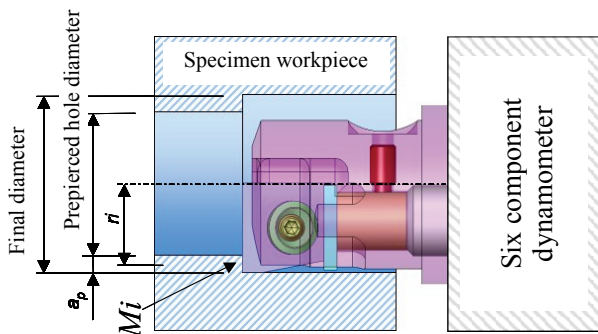 Final diameter
Prepierced hole diameter
Specimen workpiece
ri
ap
Mi
Six component
dynamometer